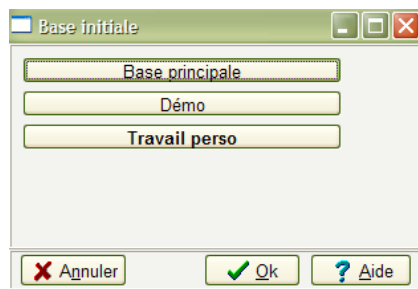 Base initiale
Base principale
Démo
Travail perso
Annuler Ok Aide